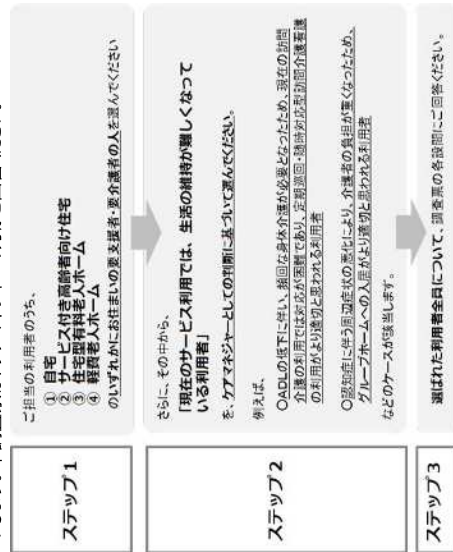 ステップ1
ご担当の利用者のうち、
① 自宅
② サービス付き高齢者向け住宅
③ 住宅型有料老人ホーム
④ 軽費老人ホーム
のいずれかにお住まいの要支援者・要介護者の人を選んでください
ステップ2
さらに、その中から、
「現在のサービス利用では、生活の維持が難しくなって
いる利用者」
を、ケアマネジャーとしての判断に基づいて選んでください。
例えば、
○ADLの低下に伴い、頻回な身体介護が必要となったため、現在の訪問
介護の利用では対応が困難であり、定期巡回・随時対応型訪問介護看護
の利用がより適切と思われる利用者
○認知症に伴う周辺症状の悪化により、介護者の負担が重くなったため、
グループホームへの入居がより適切と思われる利用者
などのケースが該当します。
ステップ3
選ばれた利用者全員について、調査票の各設問にご回答ください。